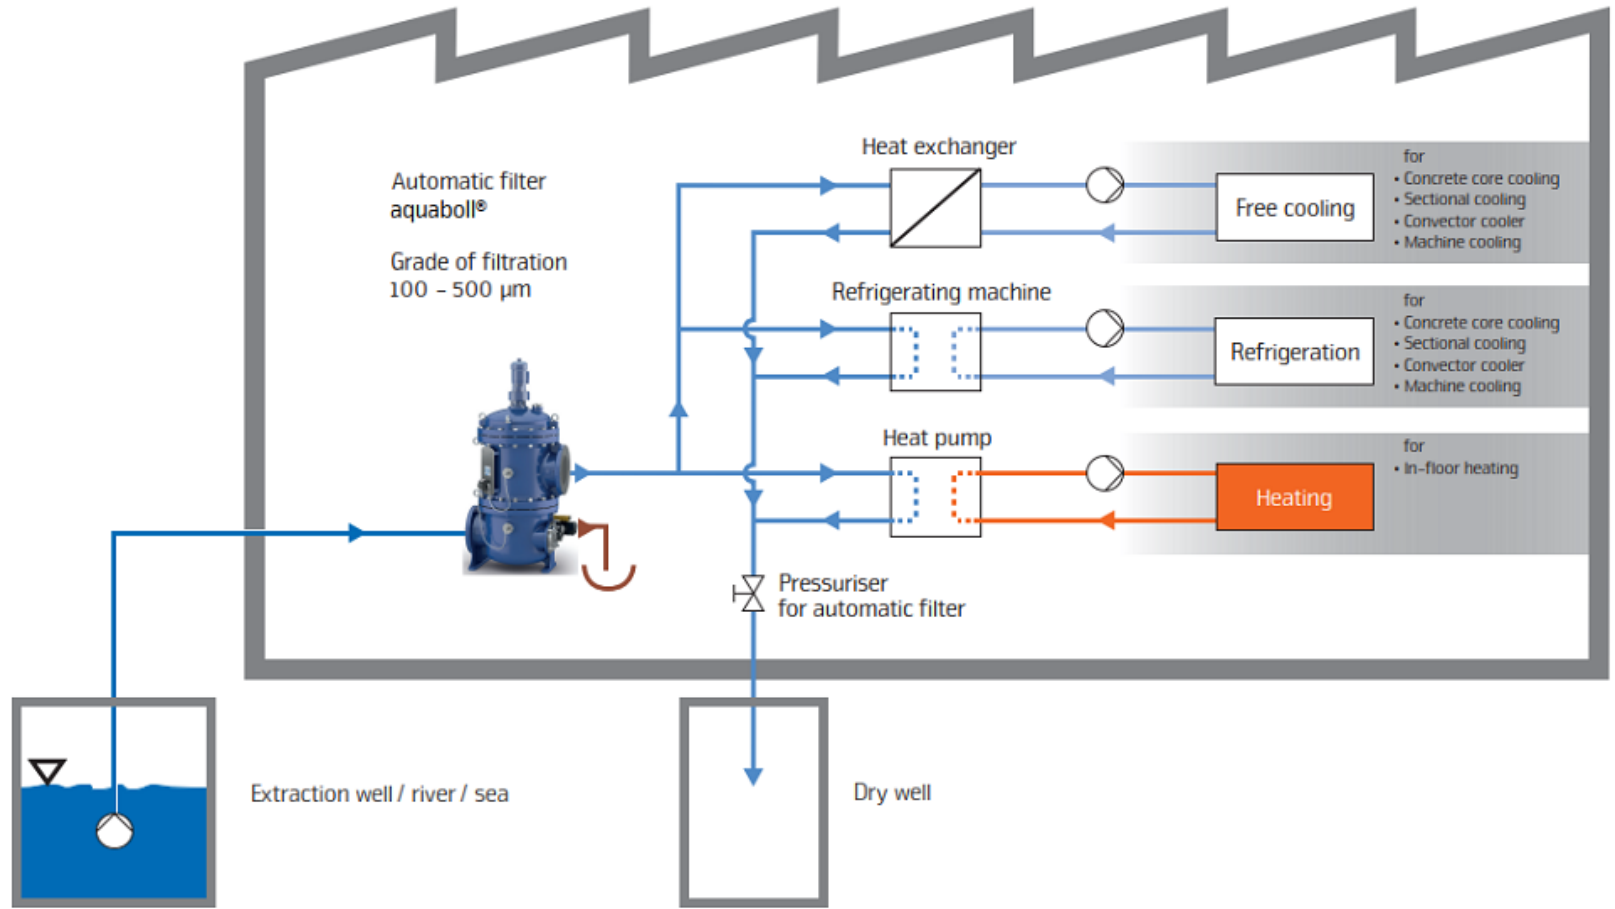 Automatic filter
aquaboll®
Grade of filtration
100 – 500 µm
Heat exchanger
Free cooling
for
• Concrete core cooling
• Sectional cooling
• Convector cooler
• Machine cooling
Refrigerating machine
Refrigeration
for
• Concrete core cooling
• Sectional cooling
• Convector cooler
• Machine cooling
Heat pump
Heating
for
• In-floor heating
Pressuriser
for automatic filter
Extraction well / river / sea
Dry well